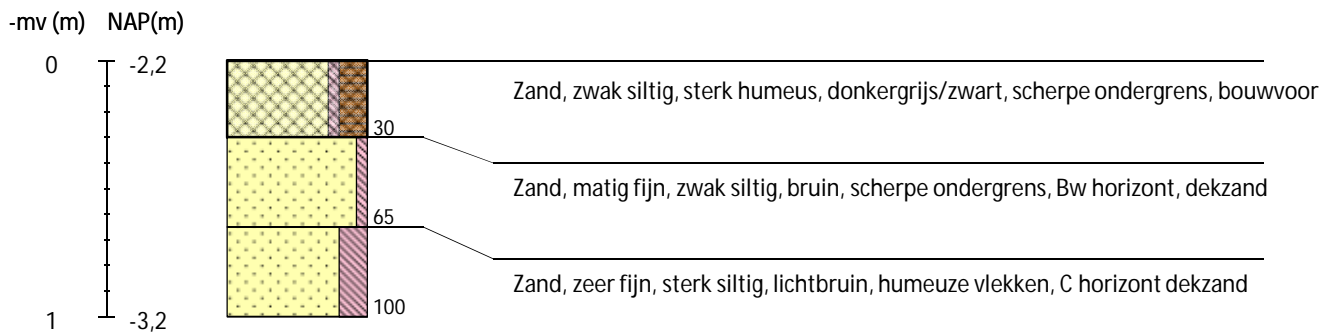 -mv (m) NAP(m)
0 -2,2
Zand, zwak siltig, sterk humeus, donkergrijs/zwart, scherpe ondergrens, bouwvoor
30
Zand, matig fijn, zwak siltig, bruin, scherpe ondergrens, Bw horizont, dekzand
65
Zand, zeer fijn, sterk siltig, lichtbruin, humeuze vlekken, C horizont dekzand
100
1 -3,2